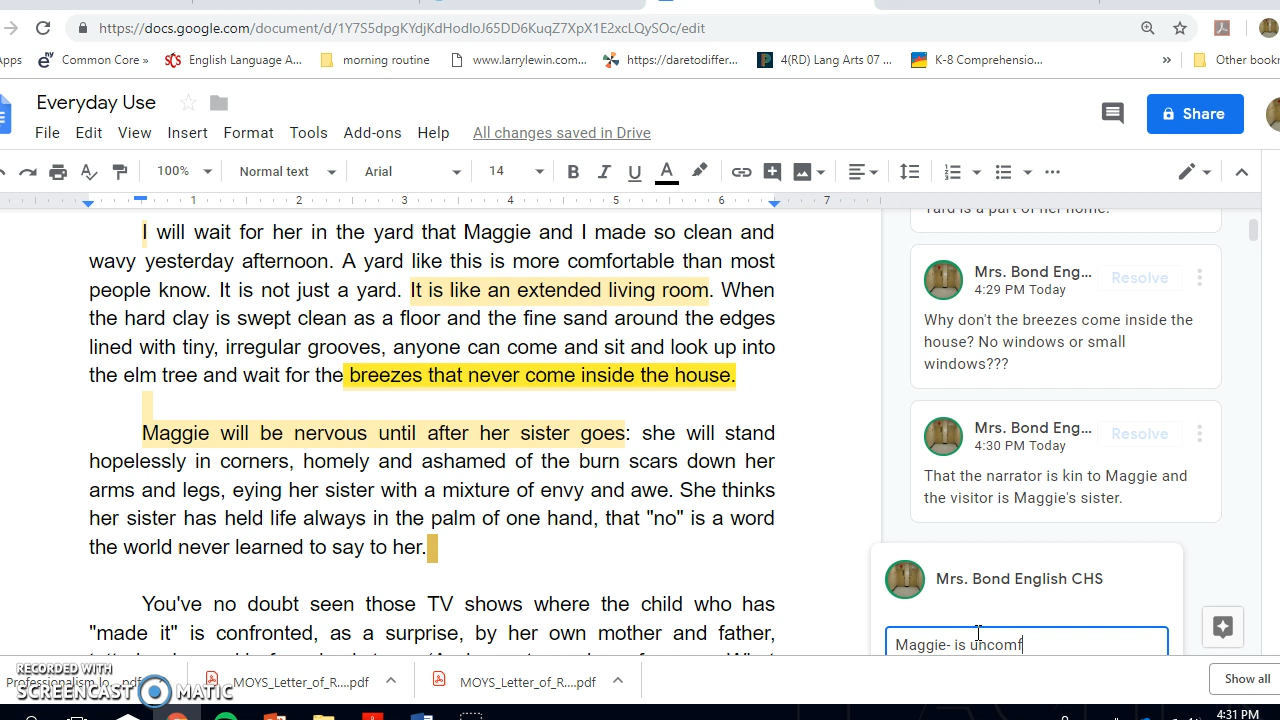 https://docs.google.com/document/d/1Y7S5dpgKYdjKdHodIoJ65DD6KuqZ7XpX1E2xcLQySOc/edit
Apps Common Core » English Language A... morning routine www.larrylewin.com... https://daretodiffer... 4(RD) Lang Arts 07 ... K-8 Comprehensio... » Other bookr
Everyday Use
File Edit View Insert Format Tools Add-ons Help All changes saved in Drive
Share
100% Normal text Arial 14 B I U A
1 2 3 4 5 6 7
I will wait for her in the yard that Maggie and I made so clean and
wavy yesterday afternoon. A yard like this is more comfortable than most
people know. It is not just a yard. It is like an extended living room. When
the hard clay is swept clean as a floor and the fine sand around the edges
lined with tiny, irregular grooves, anyone can come and sit and look up into
the elm tree and wait for the breezes that never come inside the house.
Maggie will be nervous until after her sister goes: she will stand
hopelessly in corners, homely and ashamed of the burn scars down her
arms and legs, eying her sister with a mixture of envy and awe. She thinks
her sister has held life always in the palm of one hand, that "no" is a word
the world never learned to say to her.
You've no doubt seen those TV shows where the child who has
"made it" is confronted, as a surprise, by her own mother and father,
Yard is a part of her home.
Mrs. Bond Eng... Resolve
4:29 PM Today
Why don't the breezes come inside the
house? No windows or small
windows???
Mrs. Bond Eng... Resolve
4:30 PM Today
That the narrator is kin to Maggie and
the visitor is Maggie's sister.
Mrs. Bond English CHS
Maggie- is uncomf
RECORDED WITH
SCREENCAST MATIC
Professionalism lo...pdf MOYS_Letter_of_R....pdf MOYS_Letter_of_R....pdf Show all
4:31 PM